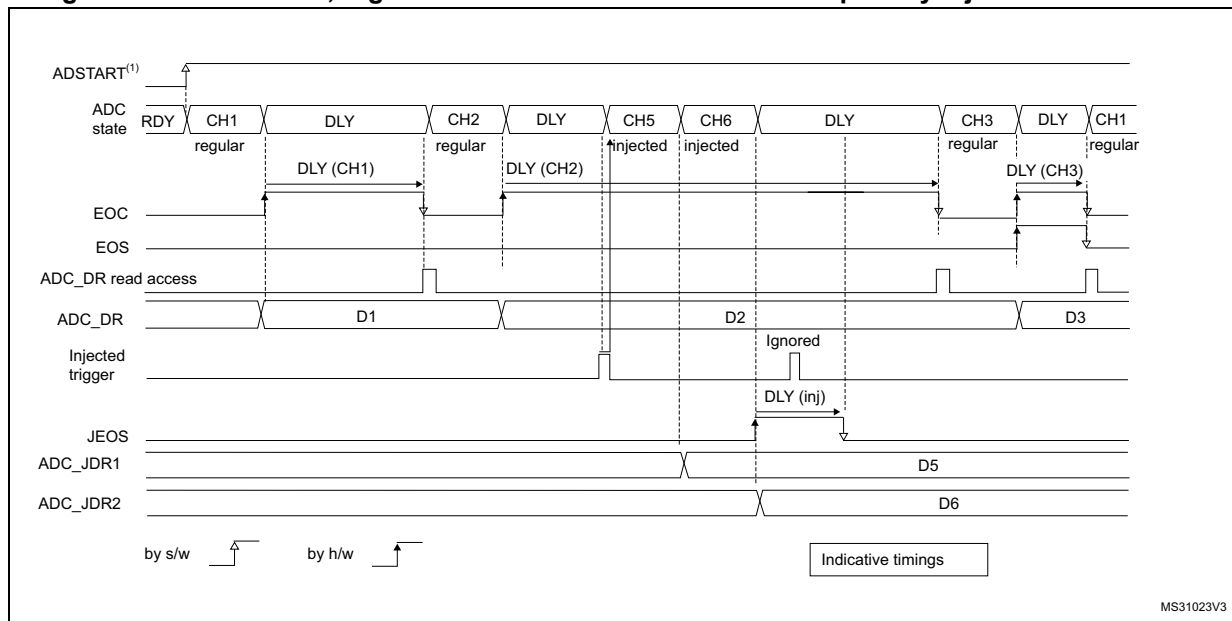 ADSTART(1)
ADC state
RDY CH1 DLY CH2 DLY CH5 CH6 DLY CH3 DLY CH1
regular regular injected injected regular regular
DLY (CH1) DLY (CH2) DLY (CH3)
EOC
EOS
ADC_DR read access
ADC_DR D1 D2 D3
Injected trigger
Ignored
DLY (inj)
JEOS
ADC_JDR1 D5
ADC_JDR2 D6
by s/w by h/w Indicative timings
MS31023V3